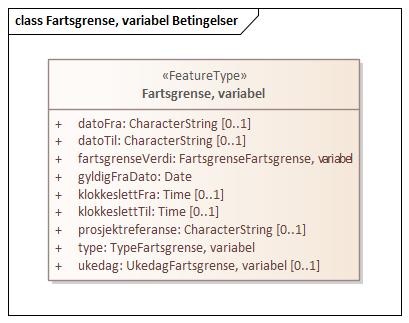 class Fartsgrense, variabel Betingelser
«FeatureType»
Fartsgrense, variabel
+ datoFra: CharacterString [0..1]
+ datoTil: CharacterString [0..1]
+ fartsgrenseVerdi: FartsgrenseFartsgrense, variabel
+ gyldigFraDato: Date
+ klokkeslettFra: Time [0..1]
+ klokkeslettTil: Time [0..1]
+ prosjektreferanse: CharacterString [0..1]
+ type: TypeFartsgrense, variabel
+ ukedag: UkedagFartsgrense, variabel [0..1]